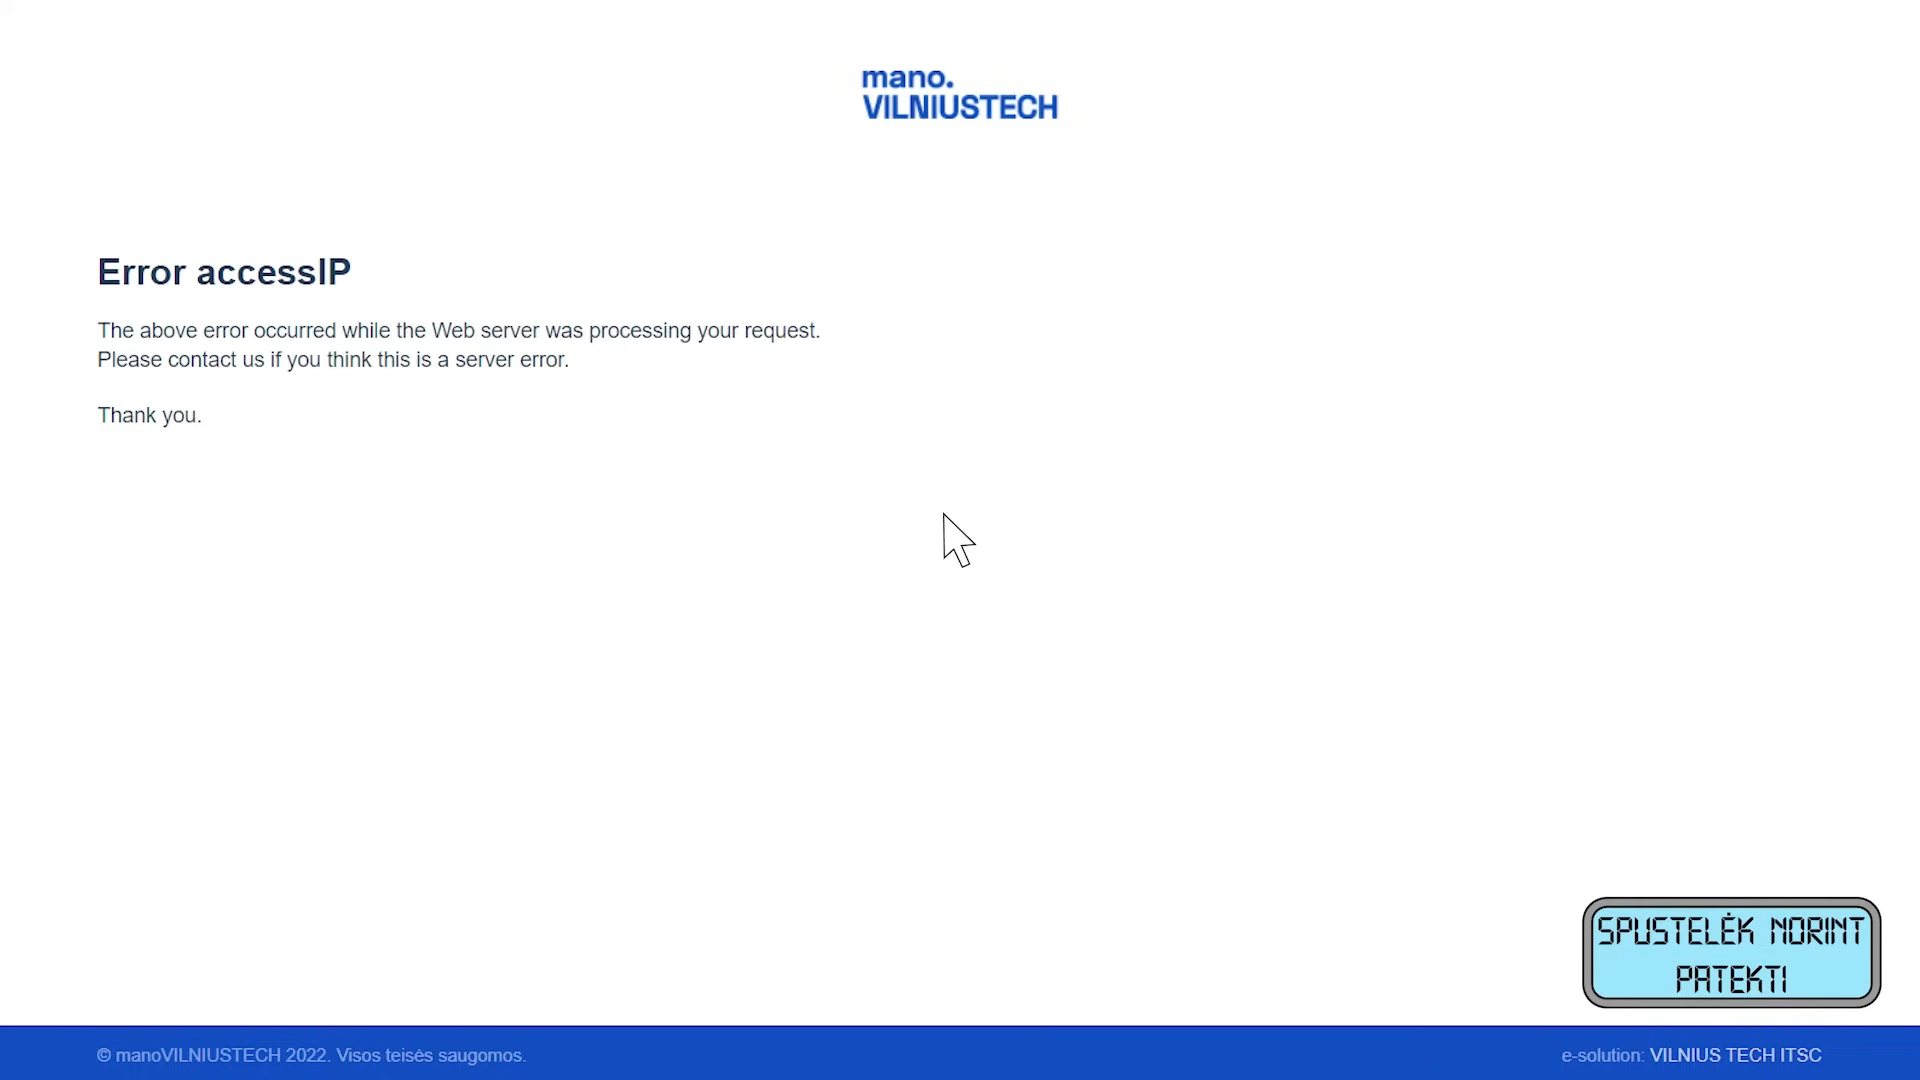 mano.
VILNIUSTECH
Error accessIP
The above error occurred while the Web server was processing your request.
Please contact us if you think this is a server error.
Thank you.
SPUSTELĖK NORINT
PATEKTI
© manoVILNIUSTECH 2022. Visos teisės saugomos.
e-solution: VILNIUS TECH ITSC